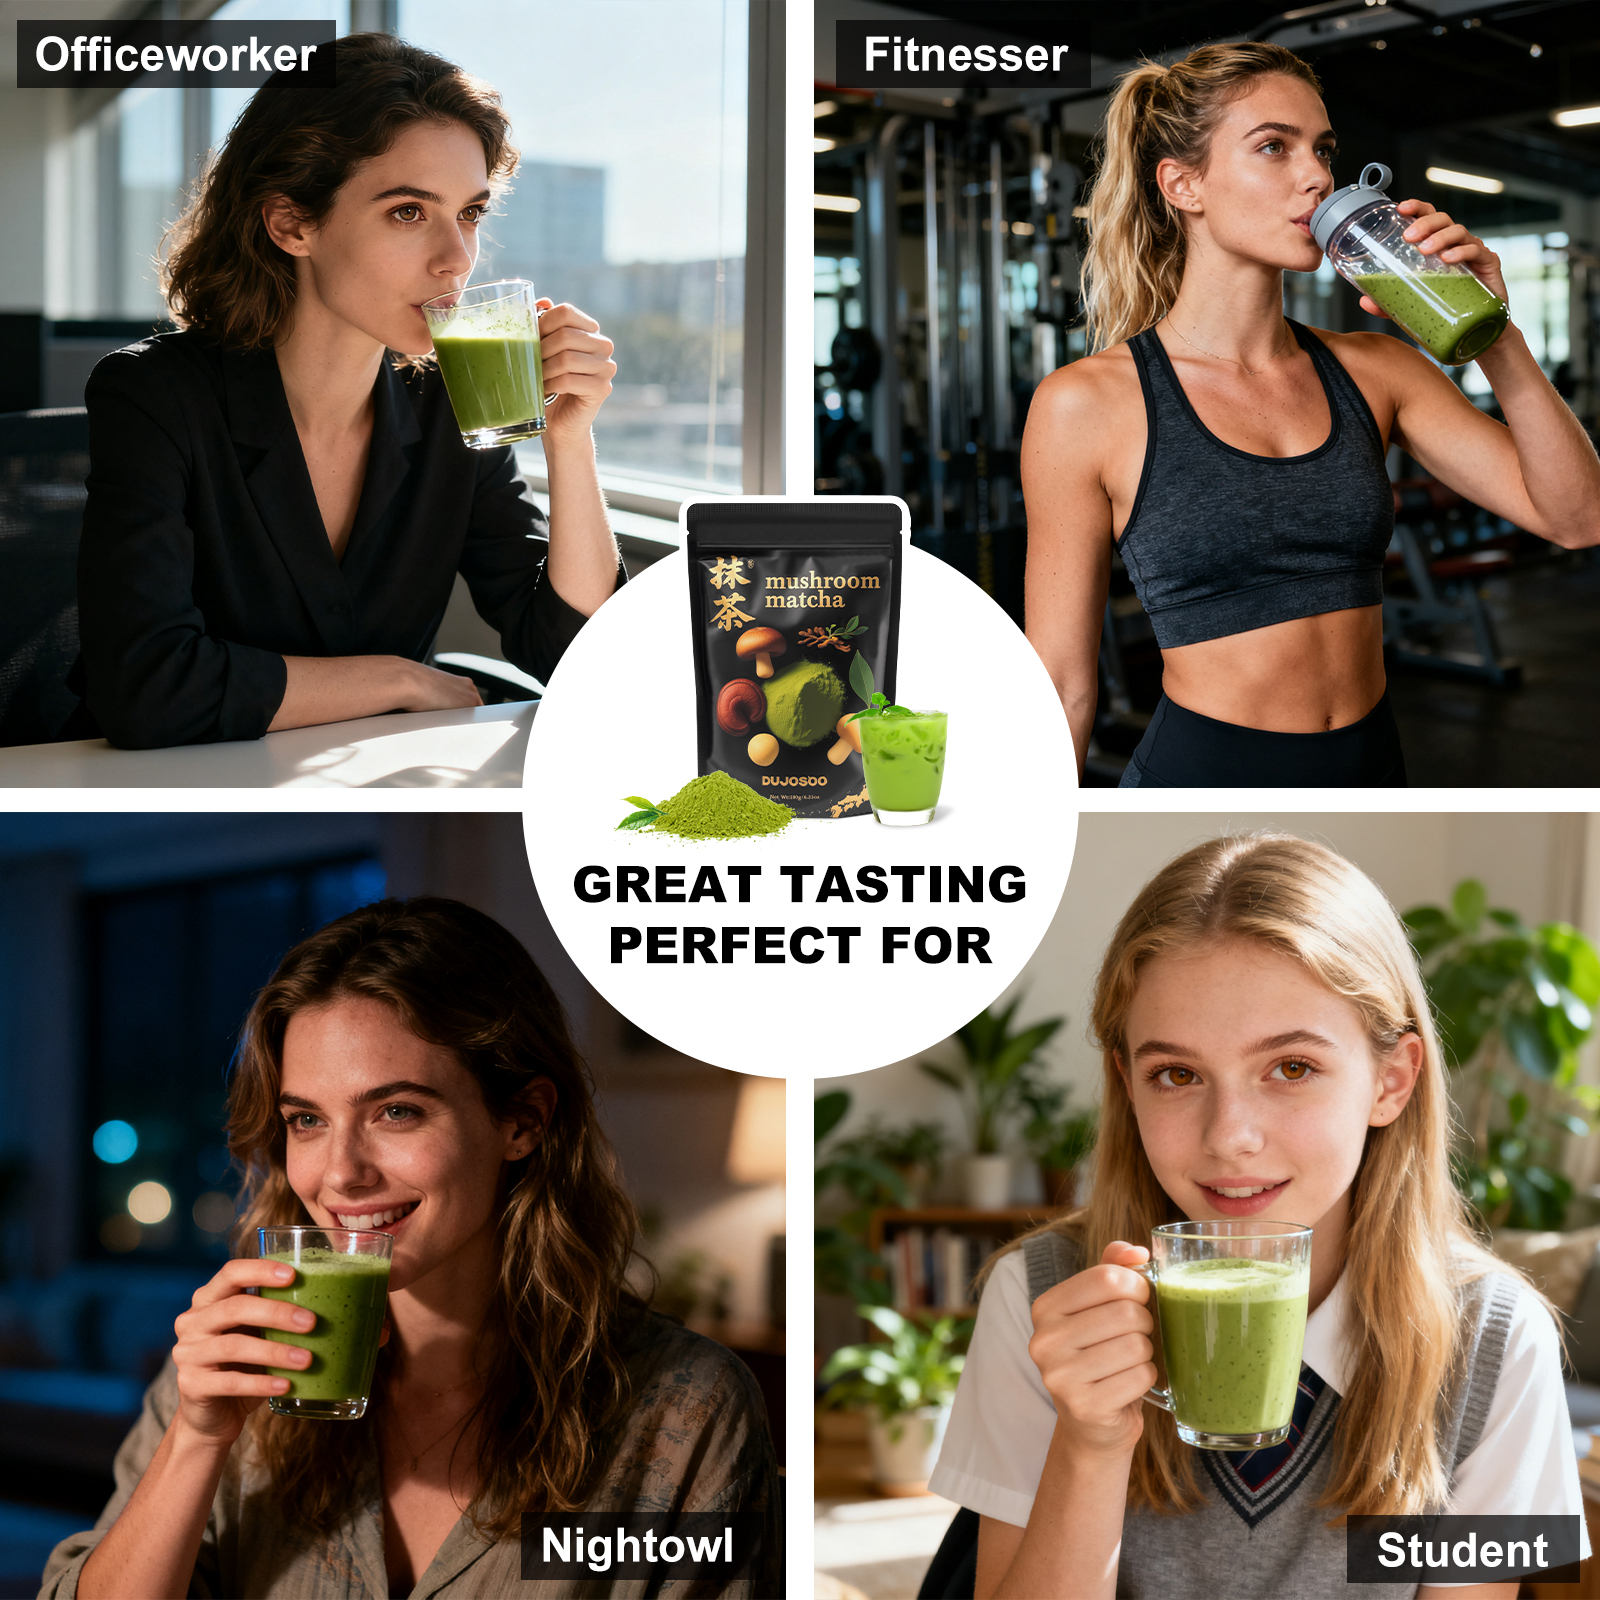 Officeworker
Fitnesser
抹茶
mushroom
matcha
DUJOSOO
GREAT TASTING
PERFECT FOR
Nightowl
Student